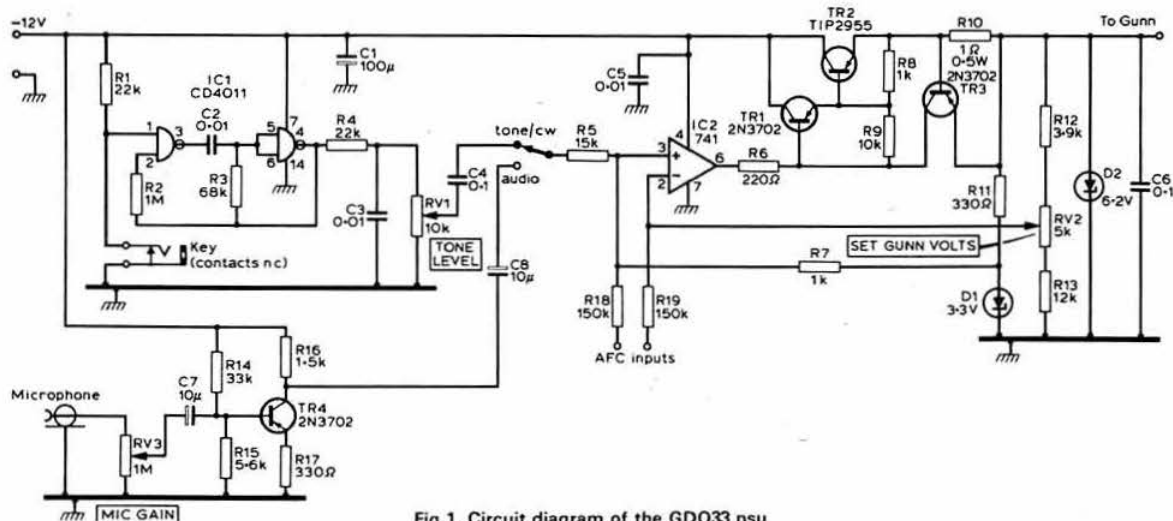 −12V
R1
22k
IC1
CD4011
C2
0·01
1
2
3
R2
1M
R3
68k
5
6
7
4
14
R4
22k
C1
100µ
C3
0·01
RV1
10k
TONE
LEVEL
C4
0·1
tone/cw
audio
R5
15k
C8
10µ
Key
(contacts nc)
C5
0·01
IC2
741
3
2
4
6
7
+
−
R6
220Ω
TR1
2N3702
TR2
TIP2955
R8
1k
R9
10k
R10
1Ω
0·5W
2N3702
TR3
To Gunn
R11
330Ω
R12
3·9k
RV2
5k
R13
12k
D2
6·2V
C6
0·1
SET GUNN VOLTS
R7
1k
D1
3·3V
R18
150k
R19
150k
AFC inputs
R14
33k
R16
1·5k
C7
10µ
Microphone
RV3
1M
TR4
2N3702
R15
5·6k
R17
330Ω
MIC GAIN
Fig 1. Circuit diagram of the GDO33 psu